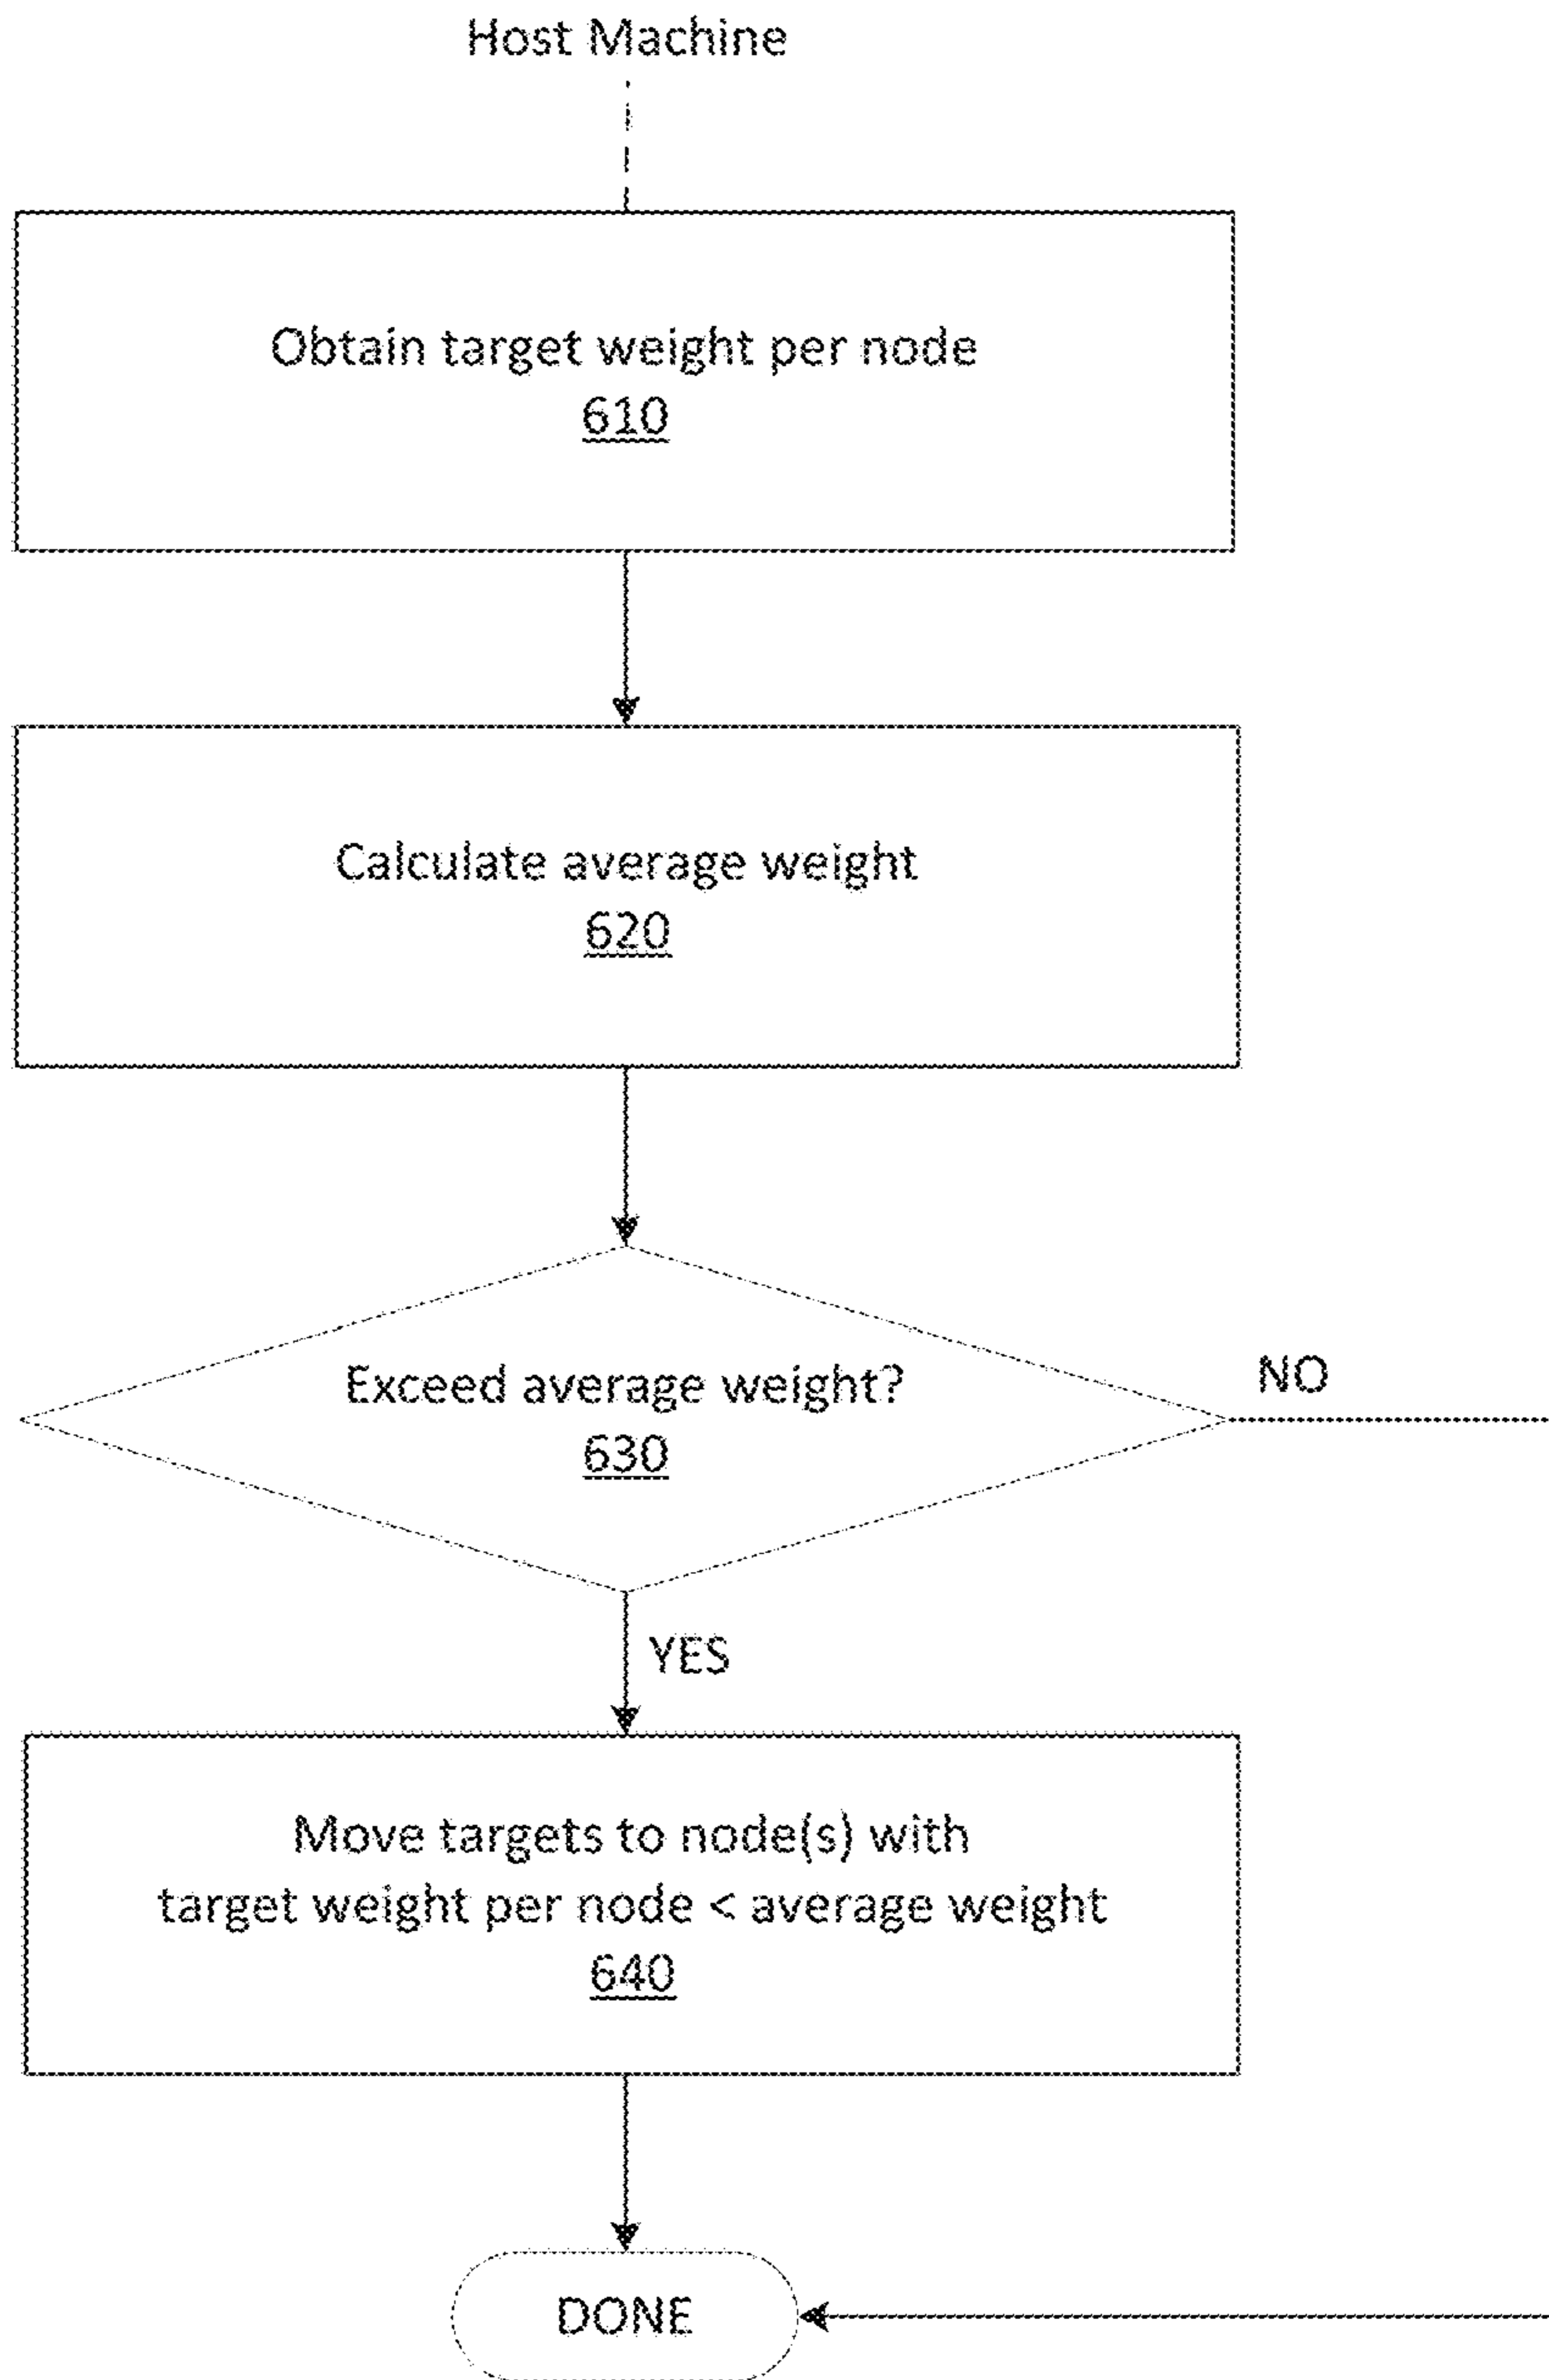 Host Machine
Obtain target weight per node
610
Calculate average weight
620
Exceed average weight?
630
NO
YES
Move targets to node(s) with
target weight per node < average weight
640
DONE